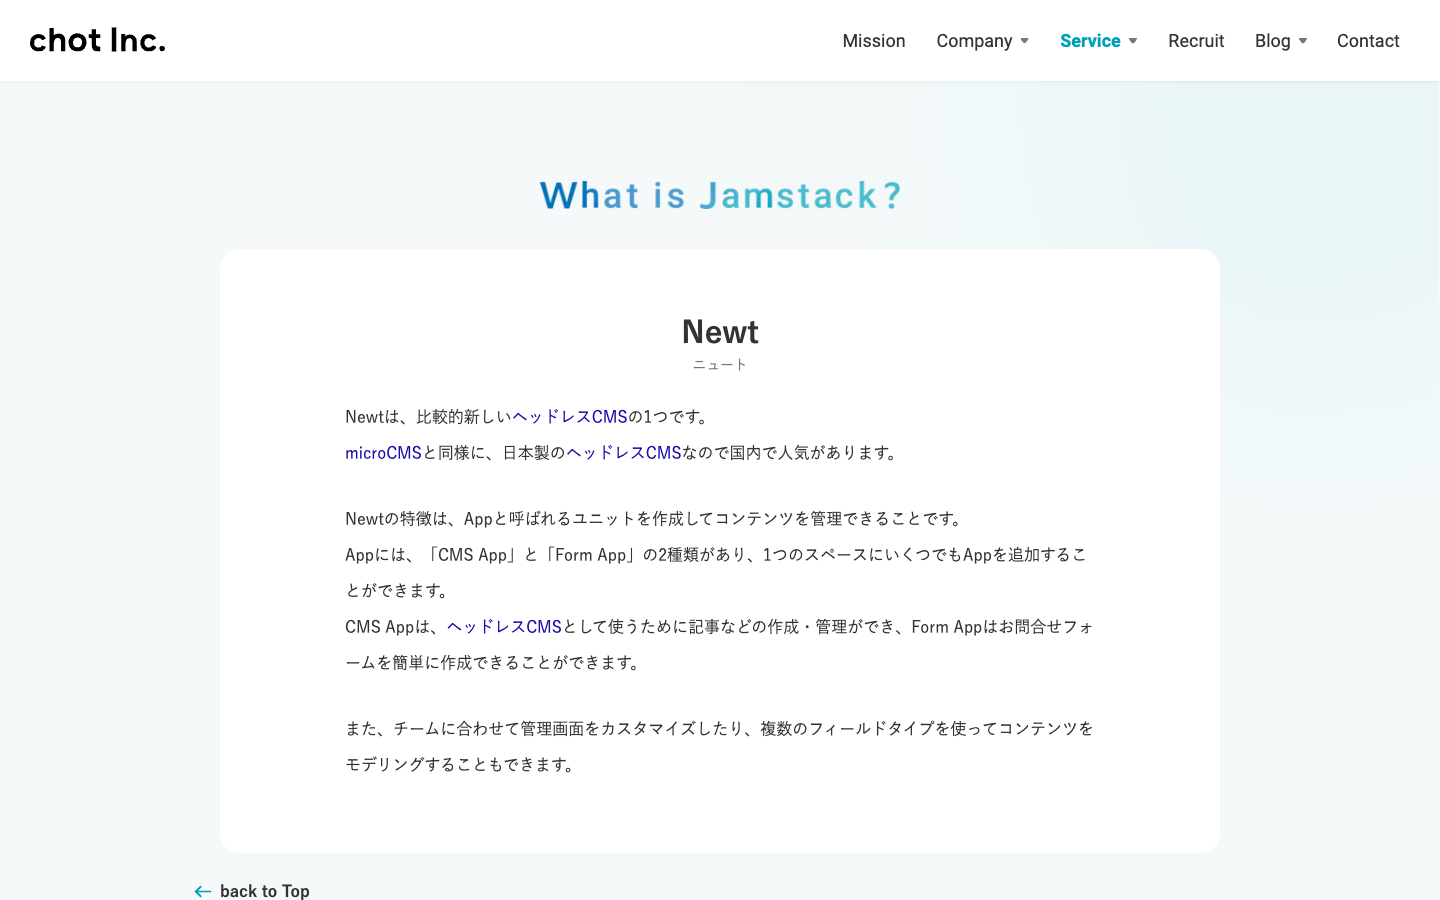 chot Inc.
Mission
Company
Service
Recruit
Blog
Contact
What is Jamstack?
Newt
ニュート
Newtは、比較的新しいヘッドレスCMSの1つです。
microCMSと同様に、日本製のヘッドレスCMSなので国内で人気があります。
Newtの特徴は、Appと呼ばれるユニットを作成してコンテンツを管理できることです。
Appには、「CMS App」と「Form App」の2種類があり、1つのスペースにいくつでもAppを追加するこ
とができます。
CMS Appは、ヘッドレスCMSとして使うために記事などの作成・管理ができ、Form Appはお問合せフォ
ームを簡単に作成できることができます。
また、チームに合わせて管理画面をカスタマイズしたり、複数のフィールドタイプを使ってコンテンツを
モデリングすることもできます。
← back to Top